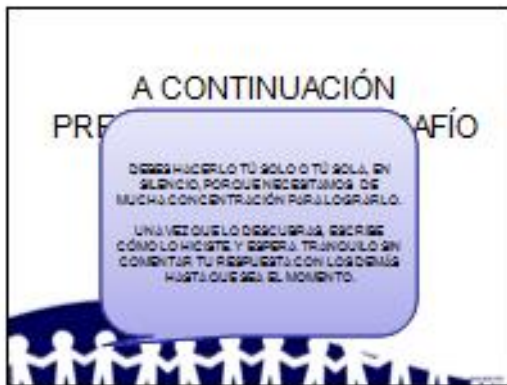 A CONTINUACIÓN
PRE AFÍO
DEBES HACERLO TÚ SOLO O TÚ SOLA, EN
SILENCIO, PORQUE NECESITAMOS DE
MUCHA CONCENTRACIÓN PARA LOGRARLO.
UNA VEZ QUE LO DESCUBRAS, ESCRIBE
CÓMO LO HICISTE Y ESPERA TRANQUILO SIN
COMENTAR TU RESPUESTA CON LOS DEMÁS
HASTA QUE SEA EL MOMENTO.